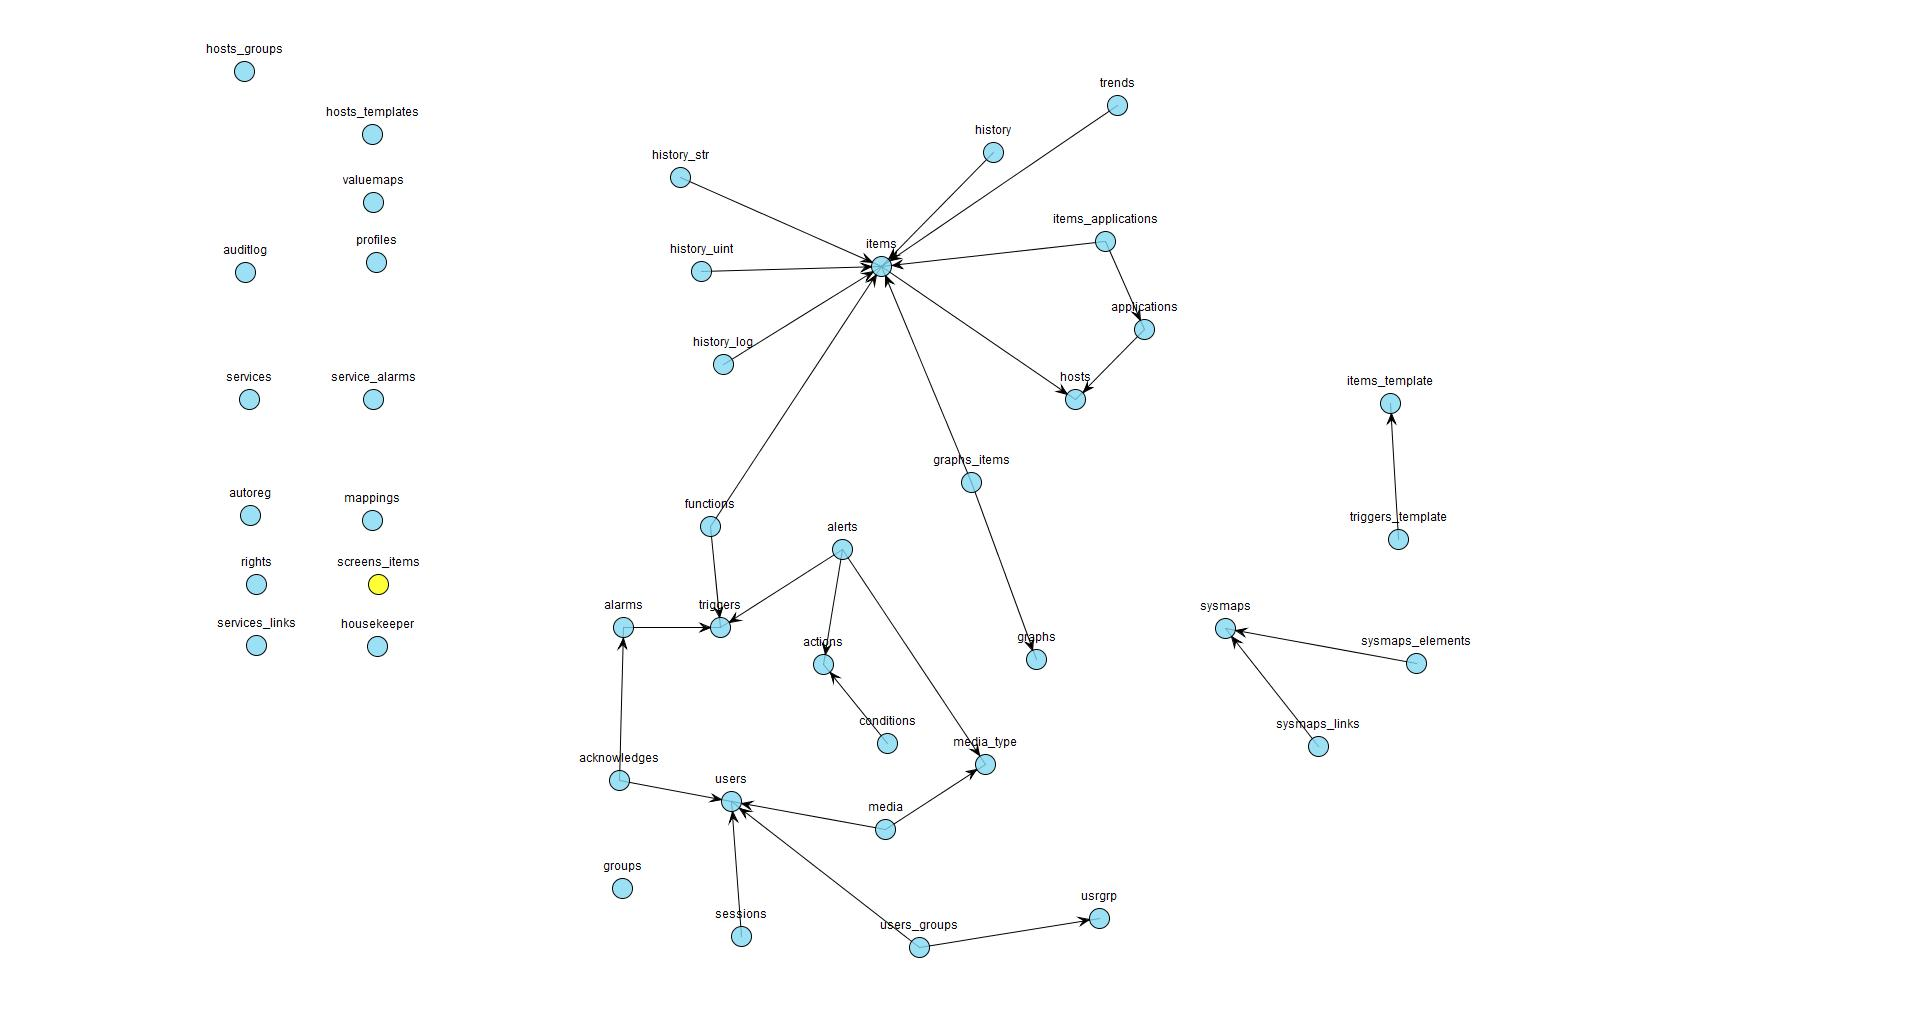 hosts_groups
trends
hosts_templates
history
history_str
valuemaps
items_applications
profiles
items
history_uint
auditlog
applications
history_log
services
service_alarms
hosts
items_template
graphs_items
autoreg
mappings
functions
triggers_template
alerts
rights
screens_items
alarms
triggers
sysmaps
services_links
housekeeper
actions
graphs
sysmaps_elements
conditions
sysmaps_links
media_type
acknowledges
users
media
groups
usrgrp
sessions
users_groups